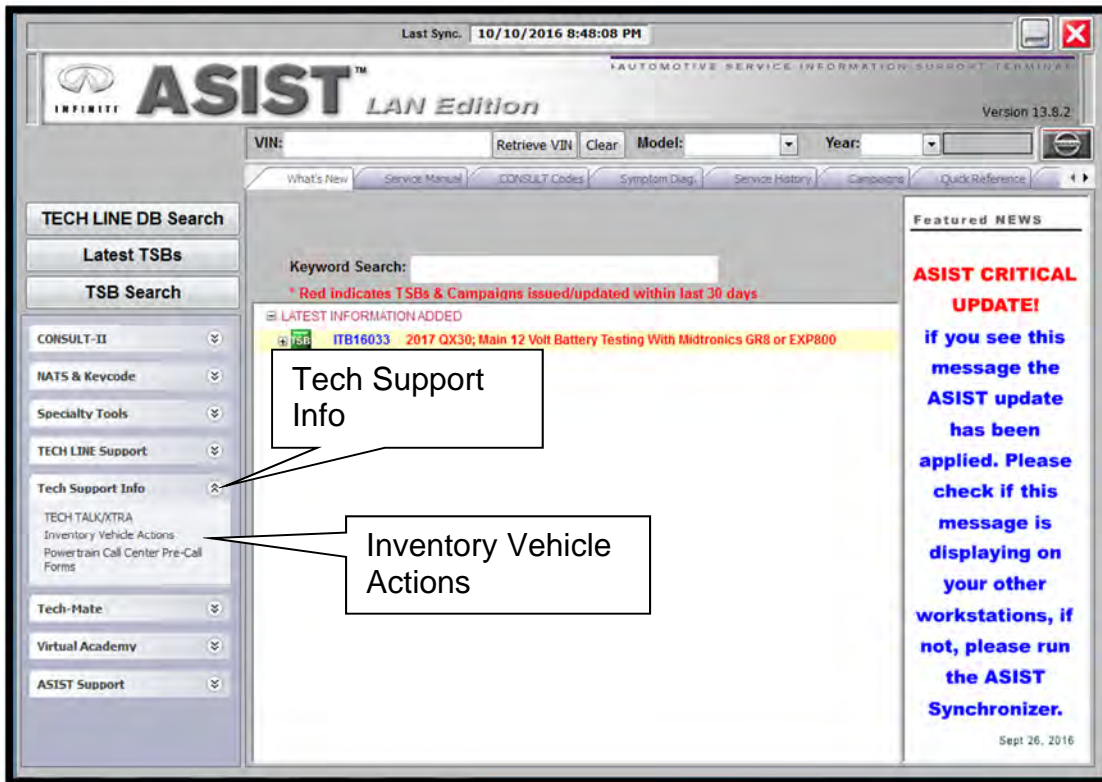 Last Sync. 10/10/2016 8:48:08 PM
INFINITI
ASIST™ LAN Edition
AUTOMOTIVE SERVICE INFORMATION SUPPORT TERMINAL
Version 13.8.2
VIN: Retrieve VIN Clear Model: Year:
What's New Service Manual CONSULT Codes Symptom Diag. Service History Campaigns Quick Reference
TECH LINE DB Search
Latest TSBs
TSB Search
CONSULT-II
NATS & Keycode
Specialty Tools
TECH LINE Support
Tech Support Info
TECH TALK/XTRA
Inventory Vehicle Actions
Powertrain Call Center Pre-Call
Forms
Tech-Mate
Virtual Academy
ASIST Support
Keyword Search:
* Red indicates TSBs & Campaigns issued/updated within last 30 days
LATEST INFORMATION ADDED
TSB ITB16033 2017 QX30; Main 12 Volt Battery Testing With Midtronics GR8 or EXP800
Tech Support
Info
Inventory Vehicle
Actions
Featured NEWS
ASIST CRITICAL
UPDATE!
if you see this
message the
ASIST update
has been
applied. Please
check if this
message is
displaying on
your other
workstations, if
not, please run
the ASIST
Synchronizer.
Sept 26, 2016